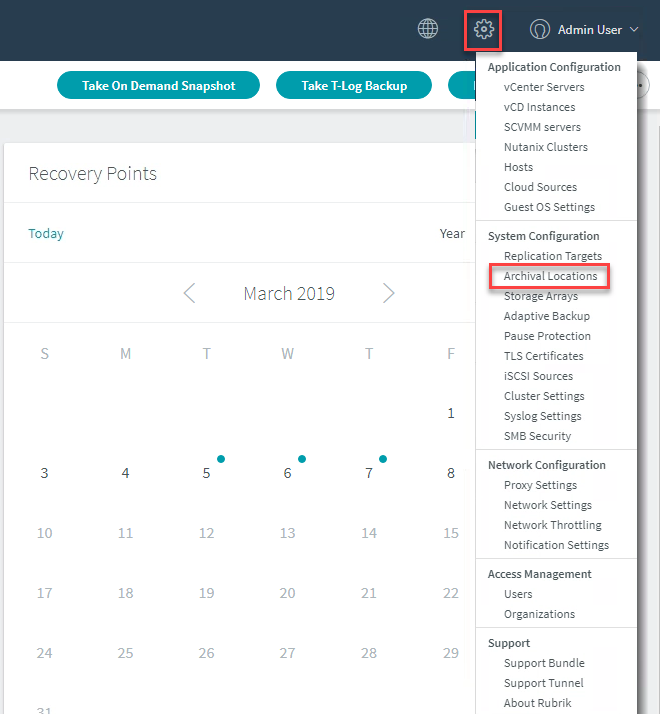 Admin User
Take On Demand Snapshot
Take T-Log Backup
Recovery Points
Today
Year
March 2019
S M T W T F
1
3 4 5 6 7 8
10 11 12 13 14 15
17 18 19 20 21 22
24 25 26 27 28 29
31
Application Configuration
vCenter Servers
vCD Instances
SCVMM servers
Nutanix Clusters
Hosts
Cloud Sources
Guest OS Settings
System Configuration
Replication Targets
Archival Locations
Storage Arrays
Adaptive Backup
Pause Protection
TLS Certificates
iSCSI Sources
Cluster Settings
Syslog Settings
SMB Security
Network Configuration
Proxy Settings
Network Settings
Network Throttling
Notification Settings
Access Management
Users
Organizations
Support
Support Bundle
Support Tunnel
About Rubrik